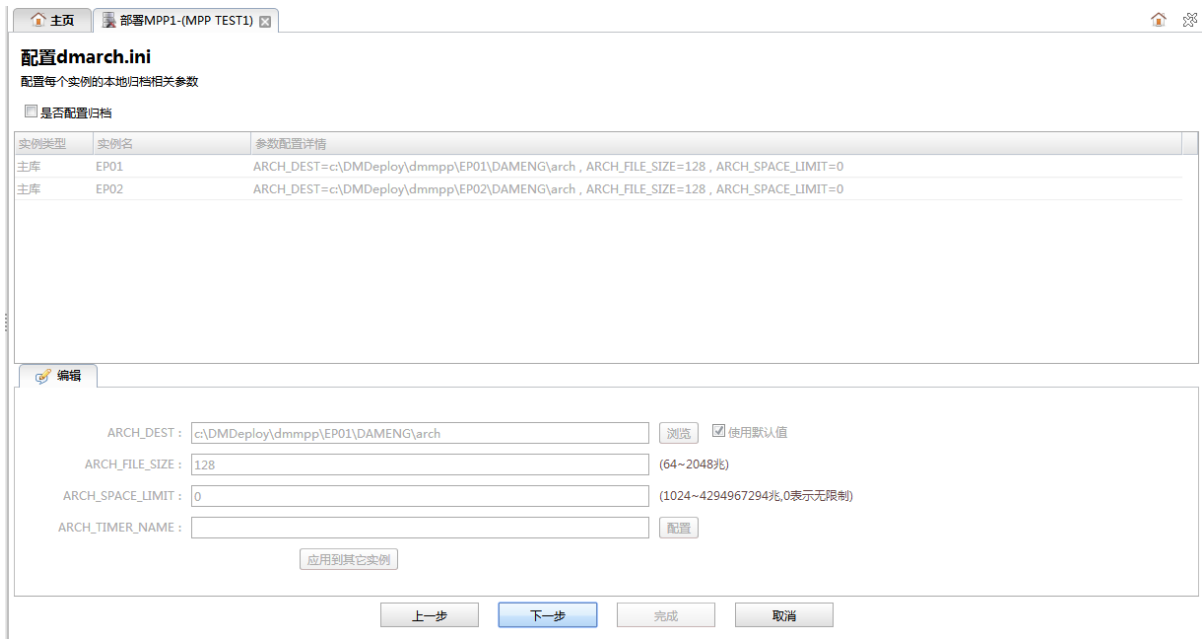 主页 部署MPP1-(MPP TEST1)
配置dmarch.ini
配置每个实例的本地归档相关参数
是否配置归档
实例类型 实例名 参数配置详情
主库 EP01 ARCH_DEST=c:\DMDeploy\dmmpp\EP01\DAMENG\arch , ARCH_FILE_SIZE=128 , ARCH_SPACE_LIMIT=0
主库 EP02 ARCH_DEST=c:\DMDeploy\dmmpp\EP02\DAMENG\arch , ARCH_FILE_SIZE=128 , ARCH_SPACE_LIMIT=0
编辑
ARCH_DEST : c:\DMDeploy\dmmpp\EP01\DAMENG\arch 浏览 使用默认值
ARCH_FILE_SIZE : 128 (64~2048兆)
ARCH_SPACE_LIMIT : 0 (1024~4294967294兆,0表示无限制)
ARCH_TIMER_NAME : 配置
应用到其它实例
上一步 下一步 完成 取消